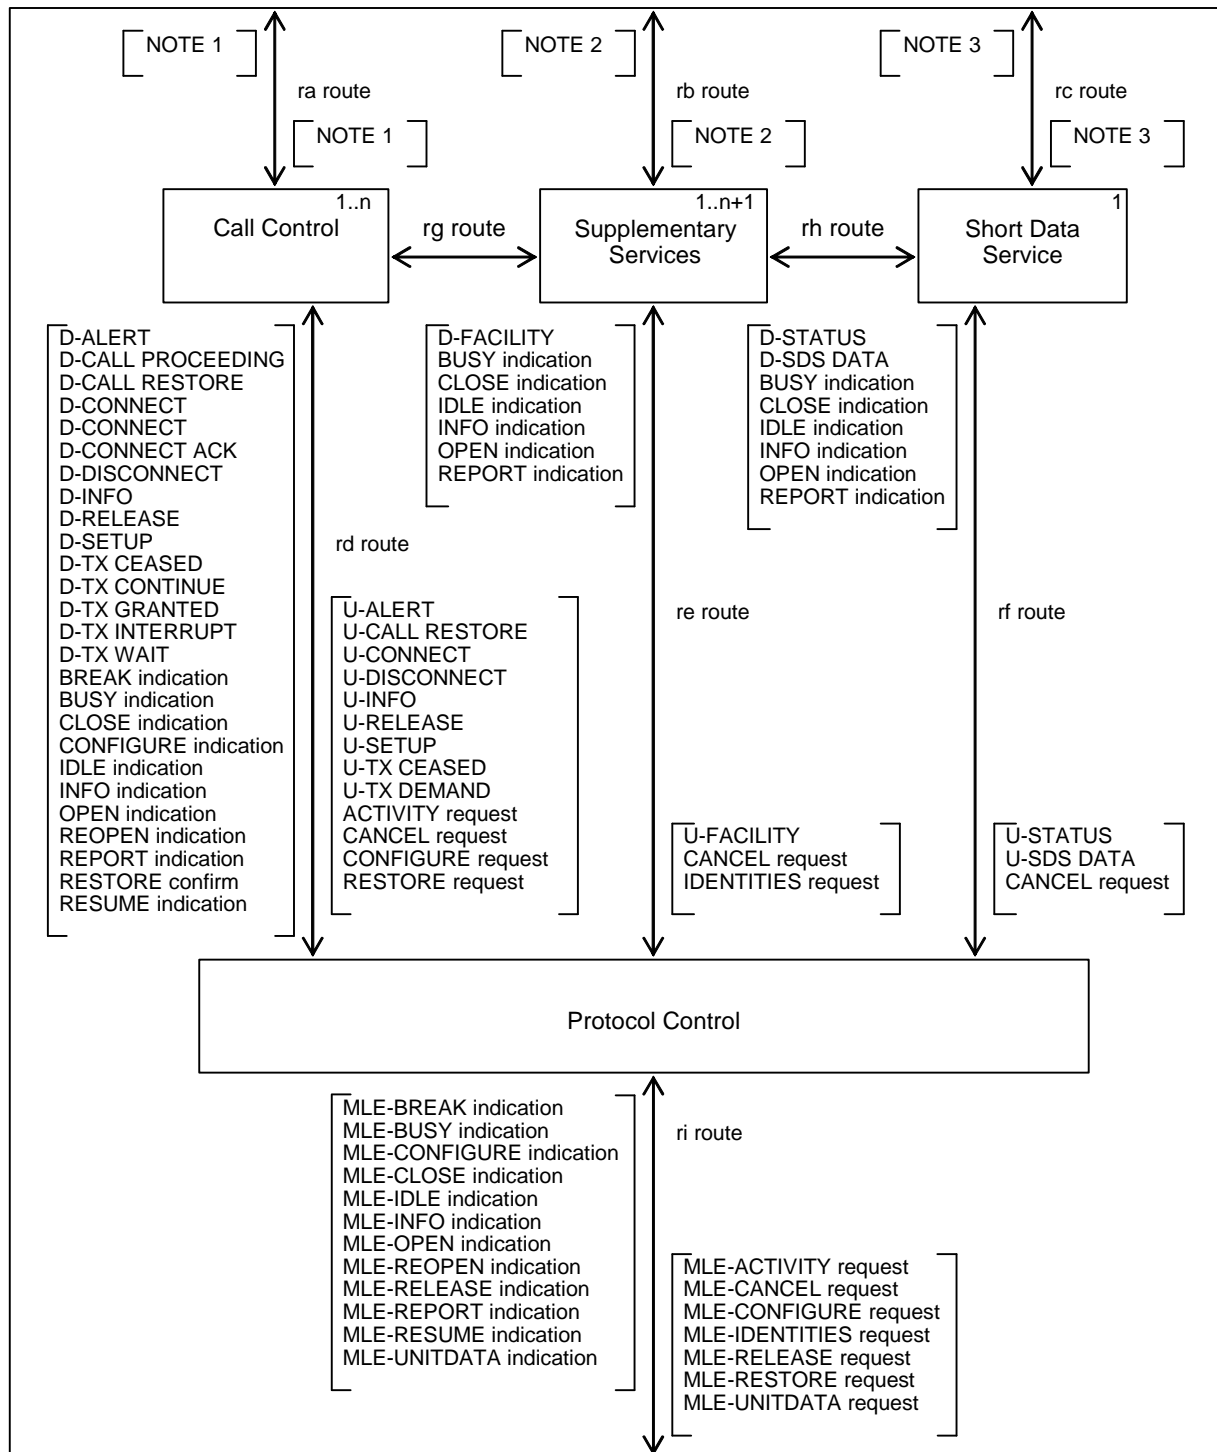 NOTE 1
NOTE 2
NOTE 3
ra route
rb route
rc route
NOTE 1
NOTE 2
NOTE 3
1..n
Call Control
rg route
1..n+1
Supplementary
Services
rh route
1
Short Data
Service
D-ALERT
D-CALL PROCEEDING
D-CALL RESTORE
D-CONNECT
D-CONNECT
D-CONNECT ACK
D-DISCONNECT
D-INFO
D-RELEASE
D-SETUP
D-TX CEASED
D-TX CONTINUE
D-TX GRANTED
D-TX INTERRUPT
D-TX WAIT
BREAK indication
BUSY indication
CLOSE indication
CONFIGURE indication
IDLE indication
INFO indication
OPEN indication
REOPEN indication
REPORT indication
RESTORE confirm
RESUME indication
rd route
U-ALERT
U-CALL RESTORE
U-CONNECT
U-DISCONNECT
U-INFO
U-RELEASE
U-SETUP
U-TX CEASED
U-TX DEMAND
ACTIVITY request
CANCEL request
CONFIGURE request
RESTORE request
D-FACILITY
BUSY indication
CLOSE indication
IDLE indication
INFO indication
OPEN indication
REPORT indication
re route
U-FACILITY
CANCEL request
IDENTITIES request
D-STATUS
D-SDS DATA
BUSY indication
CLOSE indication
IDLE indication
INFO indication
OPEN indication
REPORT indication
rf route
U-STATUS
U-SDS DATA
CANCEL request
Protocol Control
MLE-BREAK indication
MLE-BUSY indication
MLE-CONFIGURE indication
MLE-CLOSE indication
MLE-IDLE indication
MLE-INFO indication
MLE-OPEN indication
MLE-REOPEN indication
MLE-RELEASE indication
MLE-REPORT indication
MLE-RESUME indication
MLE-UNITDATA indication
ri route
MLE-ACTIVITY request
MLE-CANCEL request
MLE-CONFIGURE request
MLE-IDENTITIES request
MLE-RELEASE request
MLE-RESTORE request
MLE-UNITDATA request